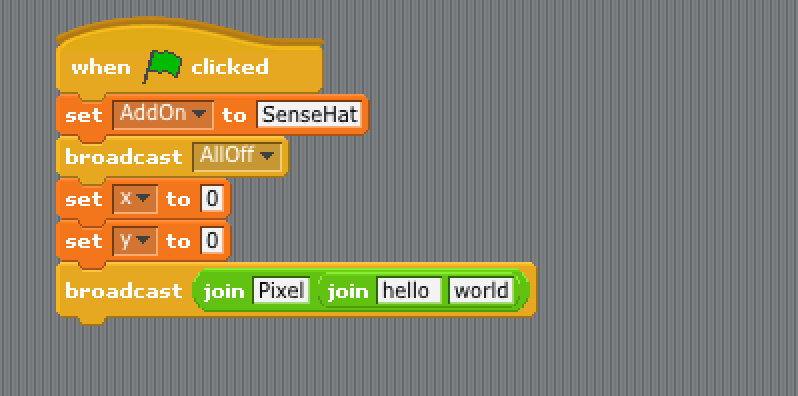 when clicked
set AddOn to SenseHat
broadcast AllOff
set x to 0
set y to 0
broadcast join Pixel join hello world